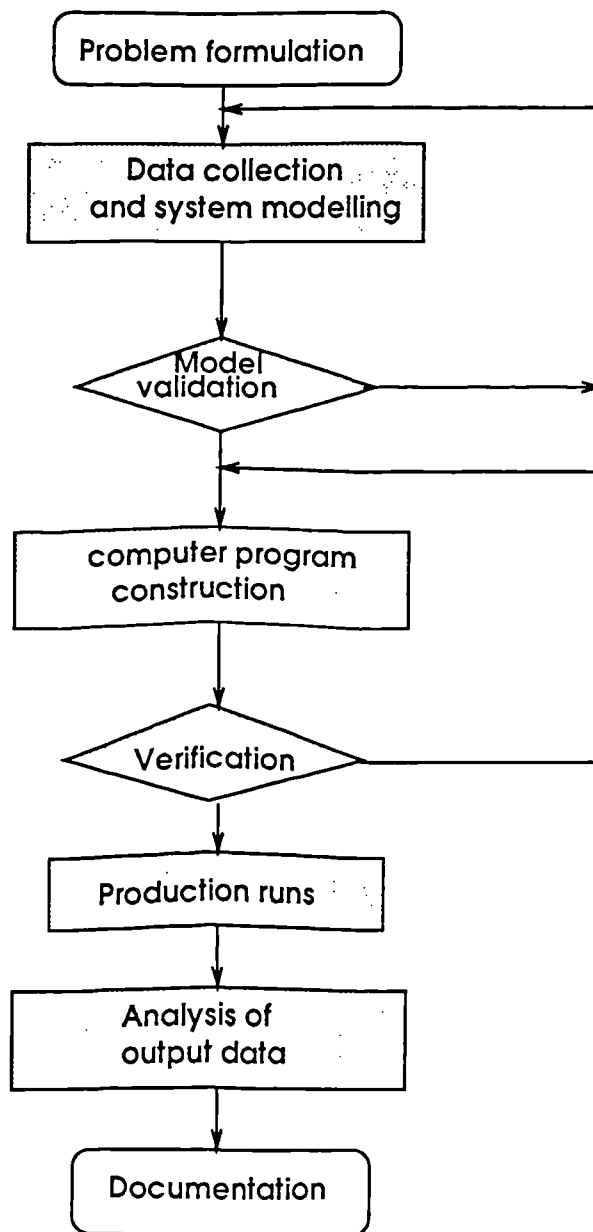 Problem formulation
Data collection
and system modelling
Model
validation
computer program
construction
Verification
Production runs
Analysis of
output data
Documentation